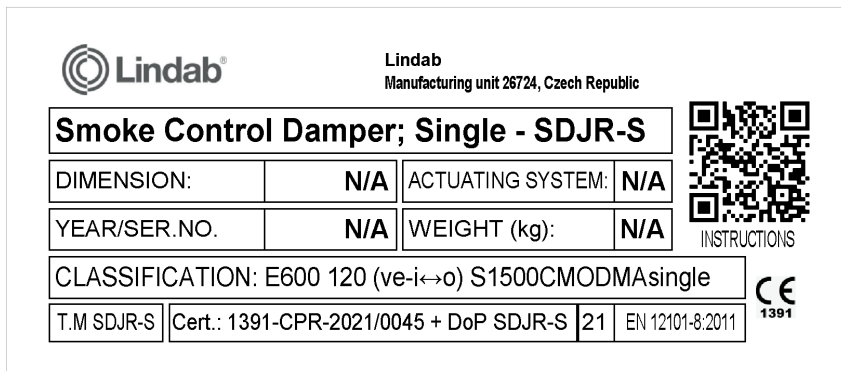 Lindab®
Lindab
Manufacturing unit 26724, Czech Republic
Smoke Control Damper; Single - SDJR-S
DIMENSION: N/A ACTUATING SYSTEM: N/A
YEAR/SER.NO. N/A WEIGHT (kg): N/A
INSTRUCTIONS
CLASSIFICATION: E600 120 (ve-i↔o) S1500CMODMAsingle
CE
1391
T.M SDJR-S Cert.: 1391-CPR-2021/0045 + DoP SDJR-S 21 EN 12101-8:2011